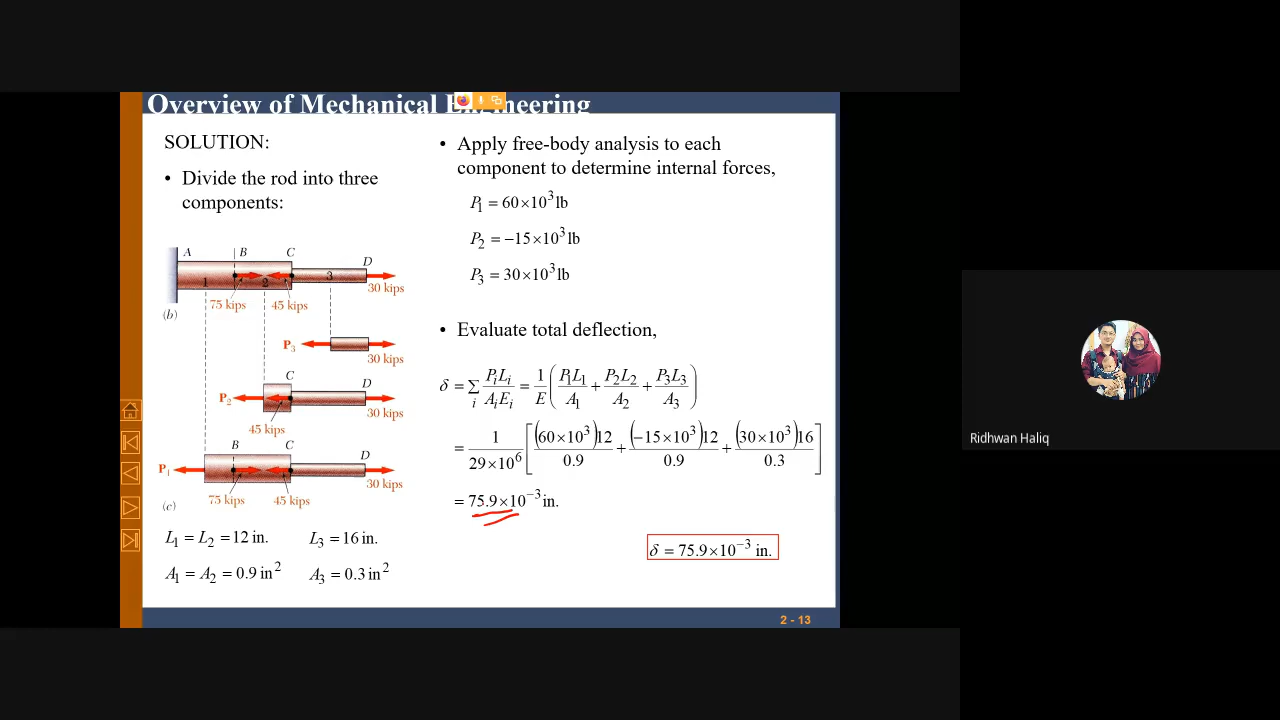 Overview of Mechanical Engineering
SOLUTION:
• Divide the rod into three
components:
A B C D
1 2 3
75 kips 45 kips 30 kips
(b)
P3 30 kips
C D
P2 30 kips
45 kips
B C D
P1 30 kips
75 kips 45 kips
(c)
L1 = L2 = 12 in. L3 = 16 in.
A1 = A2 = 0.9 in² A3 = 0.3 in²
• Apply free-body analysis to each
component to determine internal forces,
P1 = 60×10³ lb
P2 = −15×10³ lb
P3 = 30×10³ lb
• Evaluate total deflection,
δ = Σi PiLi/AiEi = 1/E (P1L1/A1 + P2L2/A2 + P3L3/A3)
= 1/29×10⁶ [(60×10³)12/0.9 + (−15×10³)12/0.9 + (30×10³)16/0.3]
= 75.9×10⁻³ in.
δ = 75.9×10⁻³ in.
2 - 13
Ridhwan Haliq